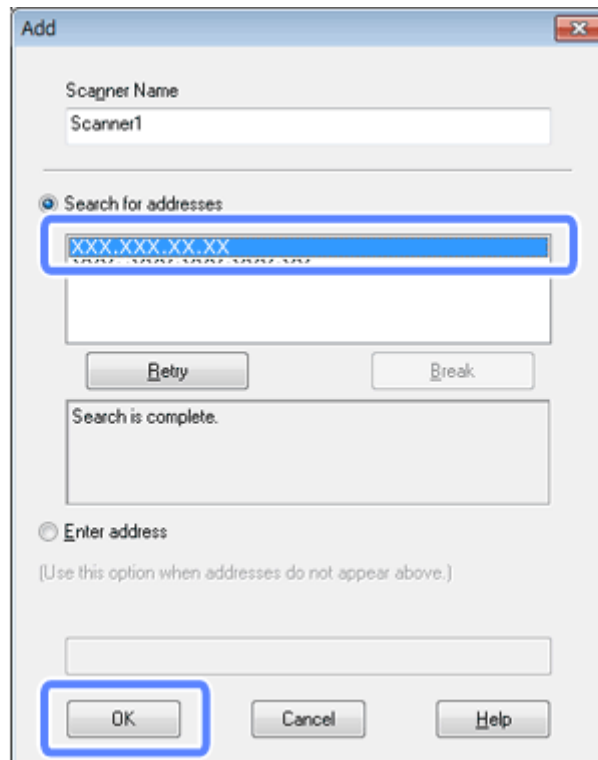 Add
Scanner Name
Scanner1
Search for addresses
XXX.XXX.XX.XX
Retry Break
Search is complete.
Enter address
(Use this option when addresses do not appear above.)
OK Cancel Help